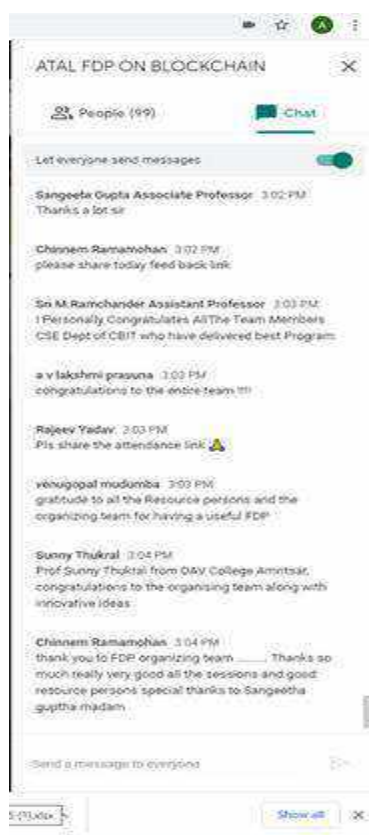 A
ATAL FDP ON BLOCKCHAIN
People (99) Chat
Let everyone send messages
Sangeeta Gupta Associate Professor 3:02 PM
Thanks a lot sir
Chinnem Ramamohan 3:02 PM
please share today feed back link
Sri M.Ramchander Assistant Professor 3:03 PM
I Personally Congratulates All The Team Members
CSE Dept of CBIT who have delivered best Program
a v lakshmi prasuna 3:03 PM
congratulations to the entire team !!!!
Rajeev Yadav 3:03 PM
Pls share the attendance link 🙏
venugopal mudumba 3:03 PM
gratitude to all the Resource persons and the
organizing team for having a useful FDP
Sunny Thukral 3:04 PM
Prof Sunny Thukral from DAV College Amritsar,
congratulations to the organising team along with
innovative ideas
Chinnem Ramamohan 3:04 PM
thank you to FDP organizing team ......... Thanks so
much really very good all the sessions and good
resource persons special thanks to Sangeetha
guptha madam
Send a message to everyone
Show all